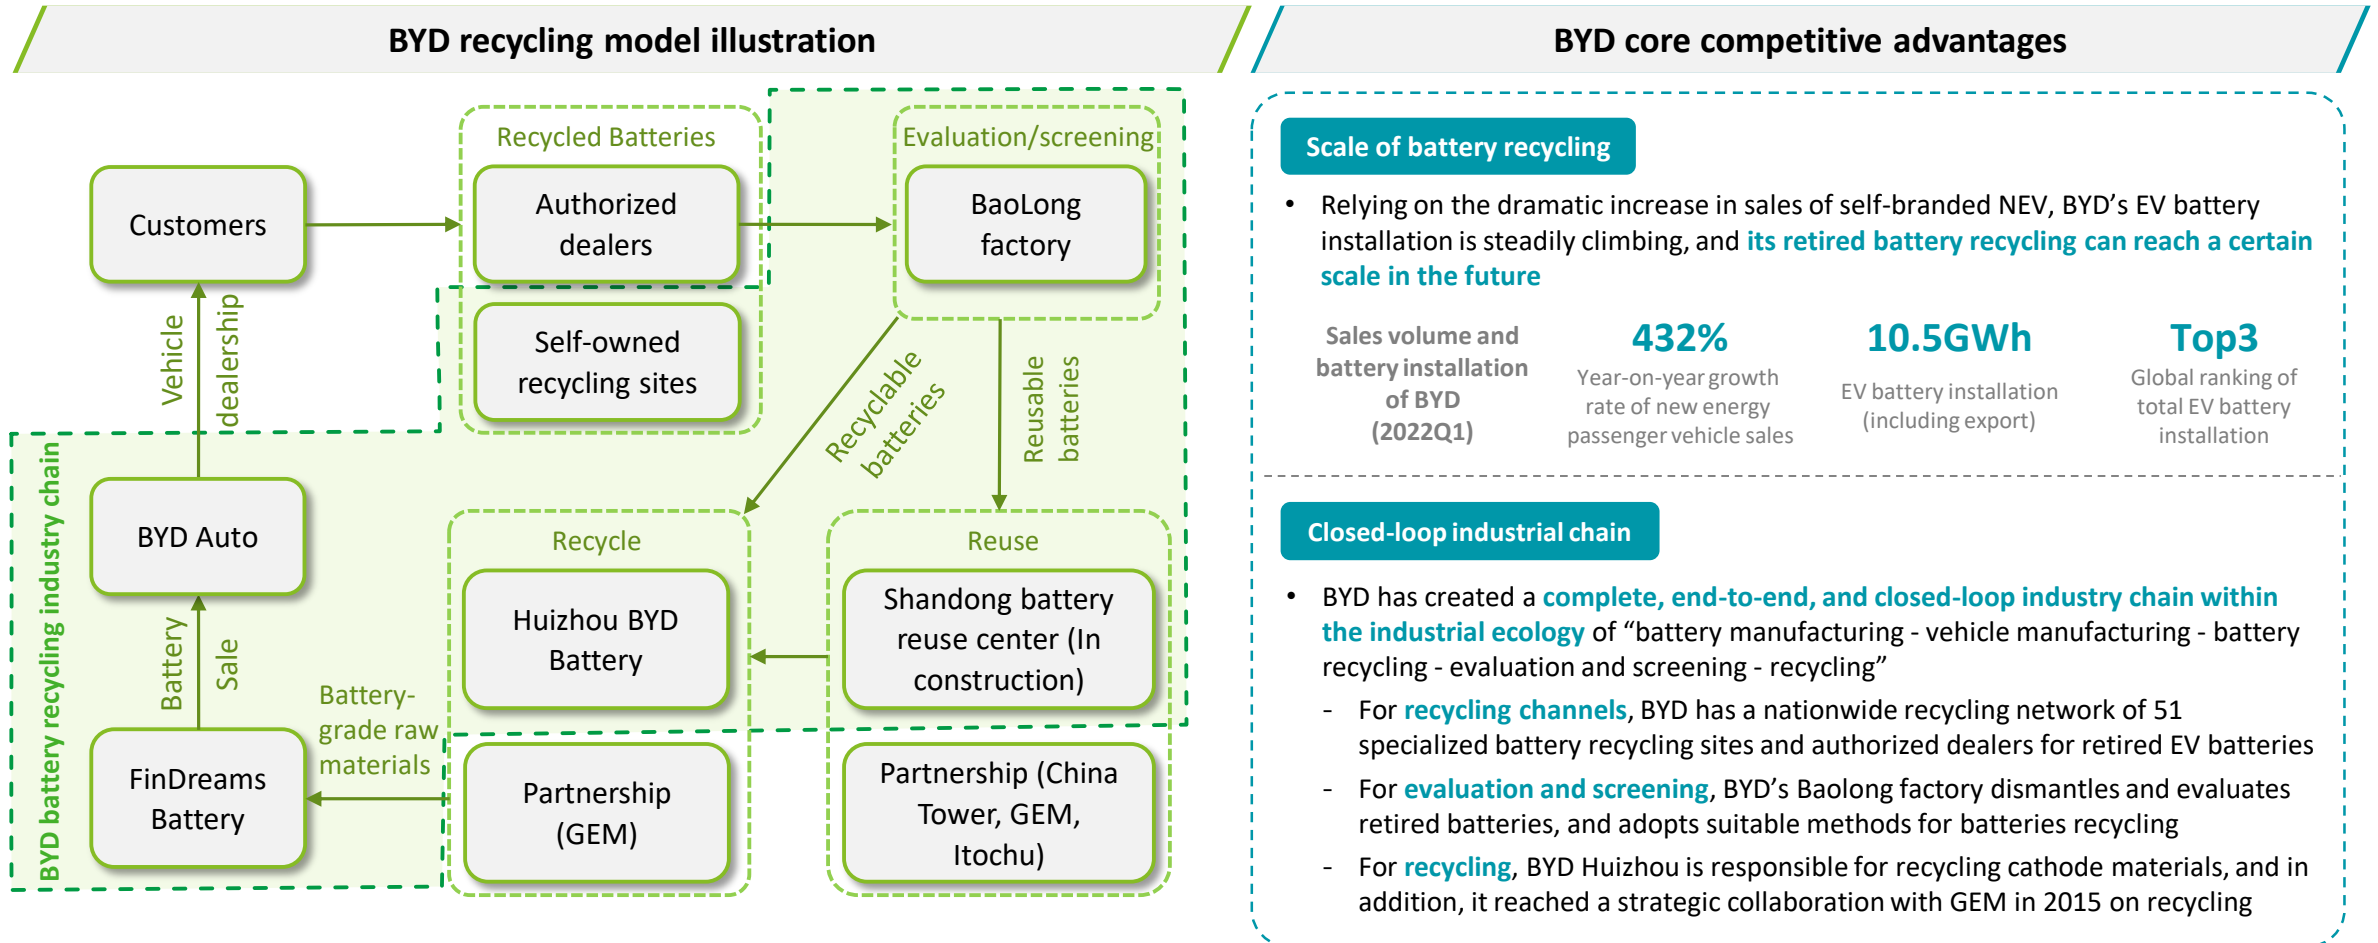 BYD recycling model illustration
Recycled Batteries
Evaluation/screening
Customers
Authorized
dealers
BaoLong
factory
Self-owned
recycling sites
Vehicle
dealership
Recyclable
batteries
Reusable
batteries
BYD battery recycling industry chain
BYD Auto
Recycle
Reuse
Huizhou BYD
Battery
Shandong battery
reuse center (In
construction)
Battery
Sale
Battery-
grade raw
materials
FinDreams
Battery
Partnership
(GEM)
Partnership (China
Tower, GEM,
Itochu)
BYD core competitive advantages
Scale of battery recycling
• Relying on the dramatic increase in sales of self-branded NEV, BYD’s EV battery
installation is steadily climbing, and its retired battery recycling can reach a certain
scale in the future
Sales volume and
battery installation
of BYD
(2022Q1)
432%
Year-on-year growth
rate of new energy
passenger vehicle sales
10.5GWh
EV battery installation
(including export)
Top3
Global ranking of
total EV battery
installation
Closed-loop industrial chain
• BYD has created a complete, end-to-end, and closed-loop industry chain within
the industrial ecology of “battery manufacturing - vehicle manufacturing - battery
recycling - evaluation and screening - recycling”
- For recycling channels, BYD has a nationwide recycling network of 51
specialized battery recycling sites and authorized dealers for retired EV batteries
- For evaluation and screening, BYD’s Baolong factory dismantles and evaluates
retired batteries, and adopts suitable methods for batteries recycling
- For recycling, BYD Huizhou is responsible for recycling cathode materials, and in
addition, it reached a strategic collaboration with GEM in 2015 on recycling